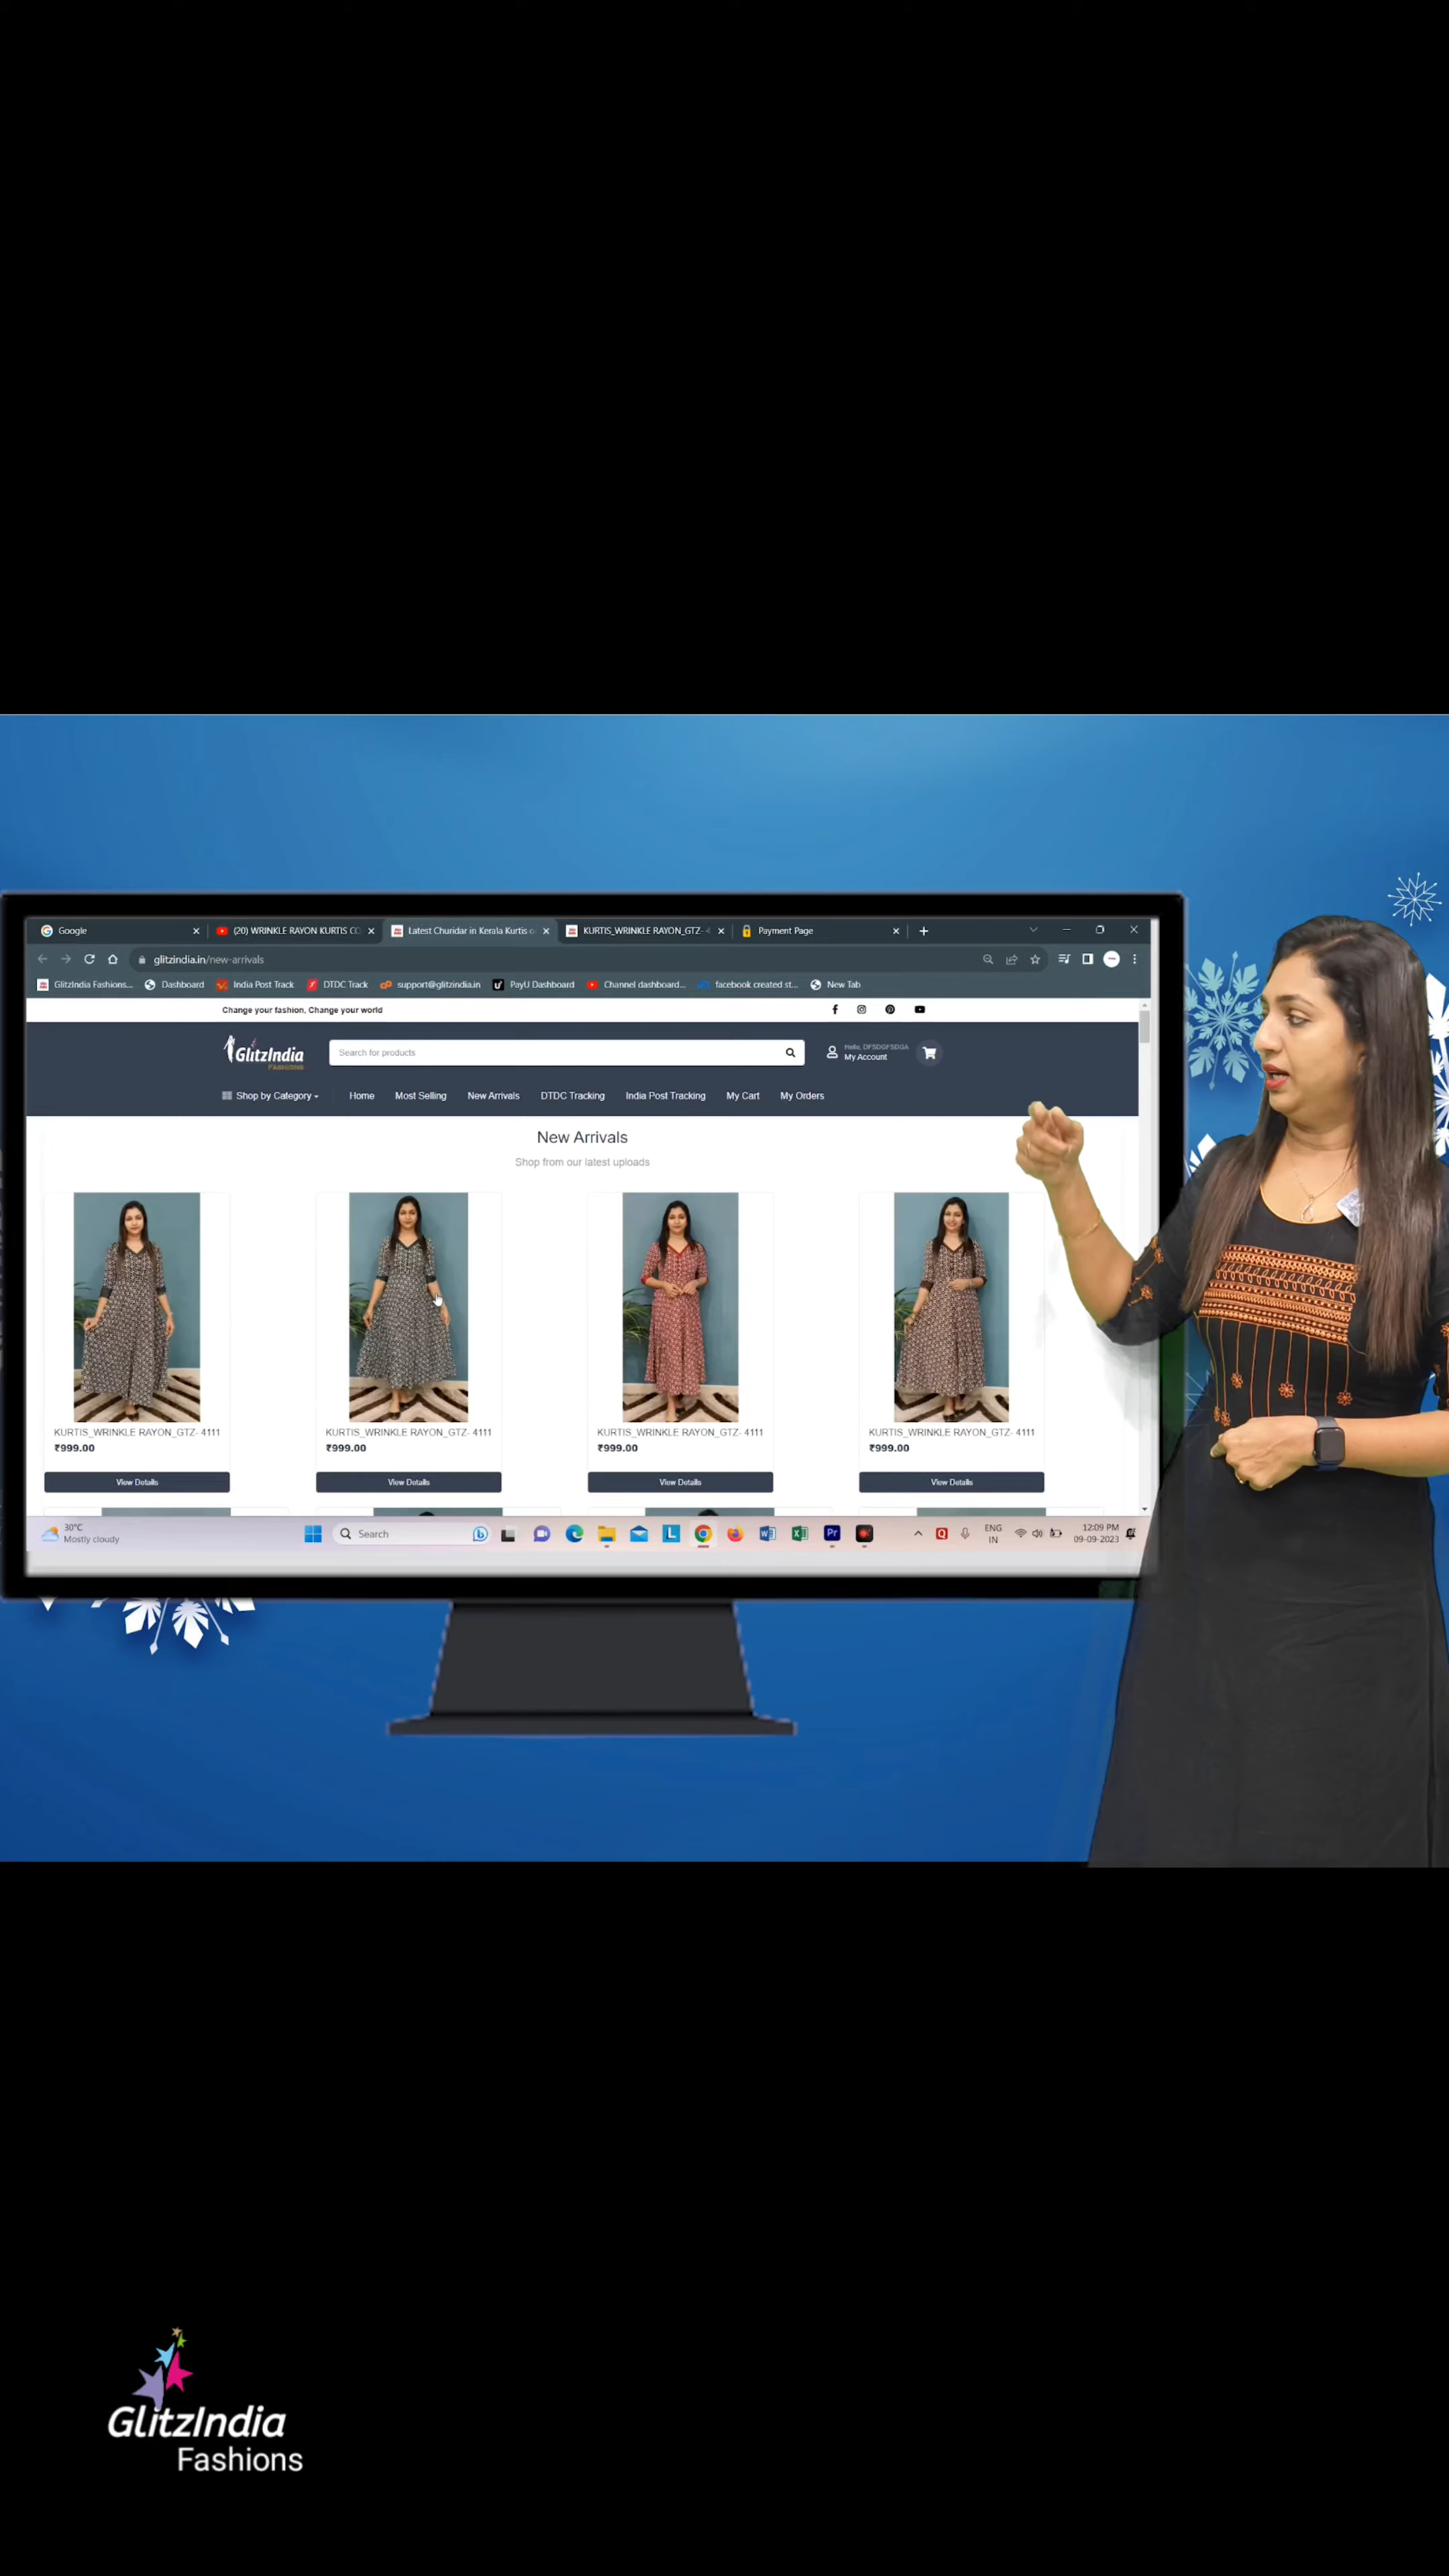 Google
(20) WRINKLE RAYON KURTIS CO
Latest Churidar in Kerala Kurtis o
KURTIS_WRINKLE RAYON_GTZ- 4
Payment Page
glitzindia.in/new-arrivals
GlitzIndia Fashions...
Dashboard
India Post Track
DTDC Track
support@glitzindia.in
PayU Dashboard
Channel dashboard...
facebook created st...
New Tab
Change your fashion, Change your world
GlitzIndia
FASHIONS
Search for products
Hello, DFSDGFSDGA
My Account
Shop by Category
Home
Most Selling
New Arrivals
DTDC Tracking
India Post Tracking
My Cart
My Orders
New Arrivals
Shop from our latest uploads
KURTIS_WRINKLE RAYON_GTZ- 4111
₹999.00
View Details
KURTIS_WRINKLE RAYON_GTZ- 4111
₹999.00
View Details
KURTIS_WRINKLE RAYON_GTZ- 4111
₹999.00
View Details
KURTIS_WRINKLE RAYON_GTZ- 4111
₹999.00
View Details
30°C
Mostly cloudy
Search
ENG
IN
12:09 PM
09-09-2023
GlitzIndia
Fashions